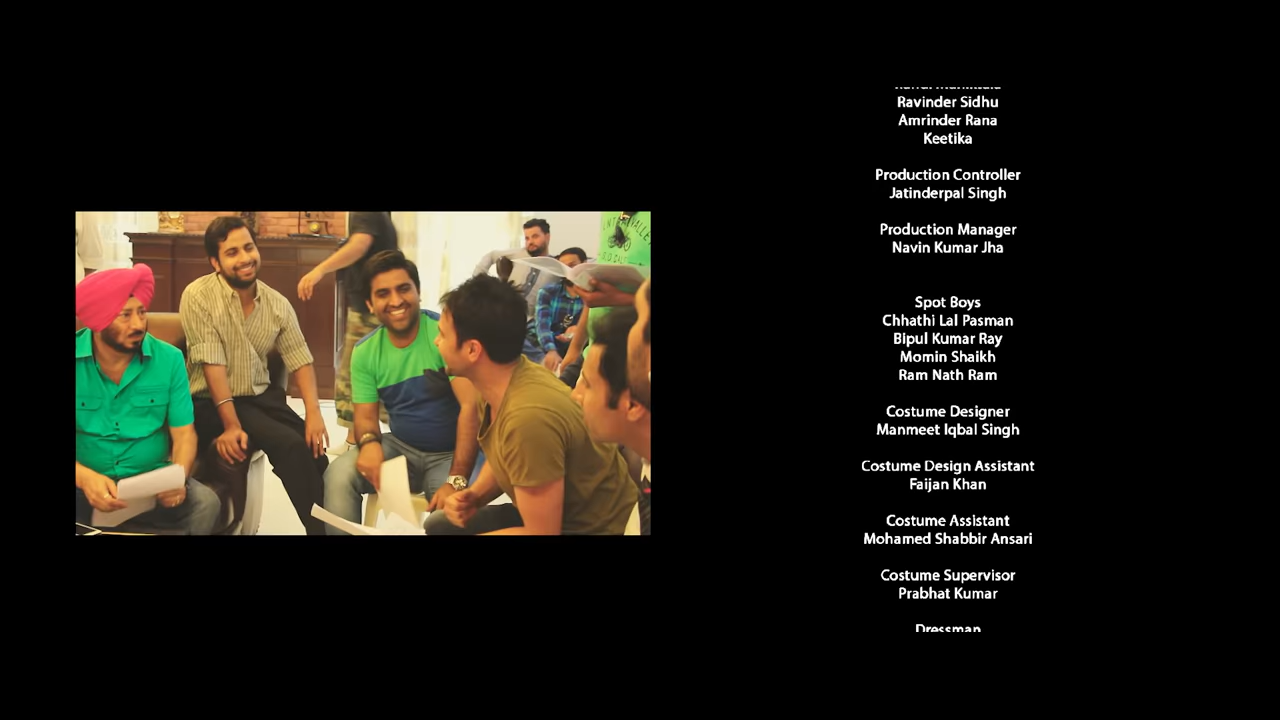 Ravinder Sidhu
Amrinder Rana
Keetika
Production Controller
Jatinderpal Singh
Production Manager
Navin Kumar Jha
Spot Boys
Chhathi Lal Pasman
Bipul Kumar Ray
Momin Shaikh
Ram Nath Ram
Costume Designer
Manmeet Iqbal Singh
Costume Design Assistant
Faijan Khan
Costume Assistant
Mohamed Shabbir Ansari
Costume Supervisor
Prabhat Kumar
Dressman